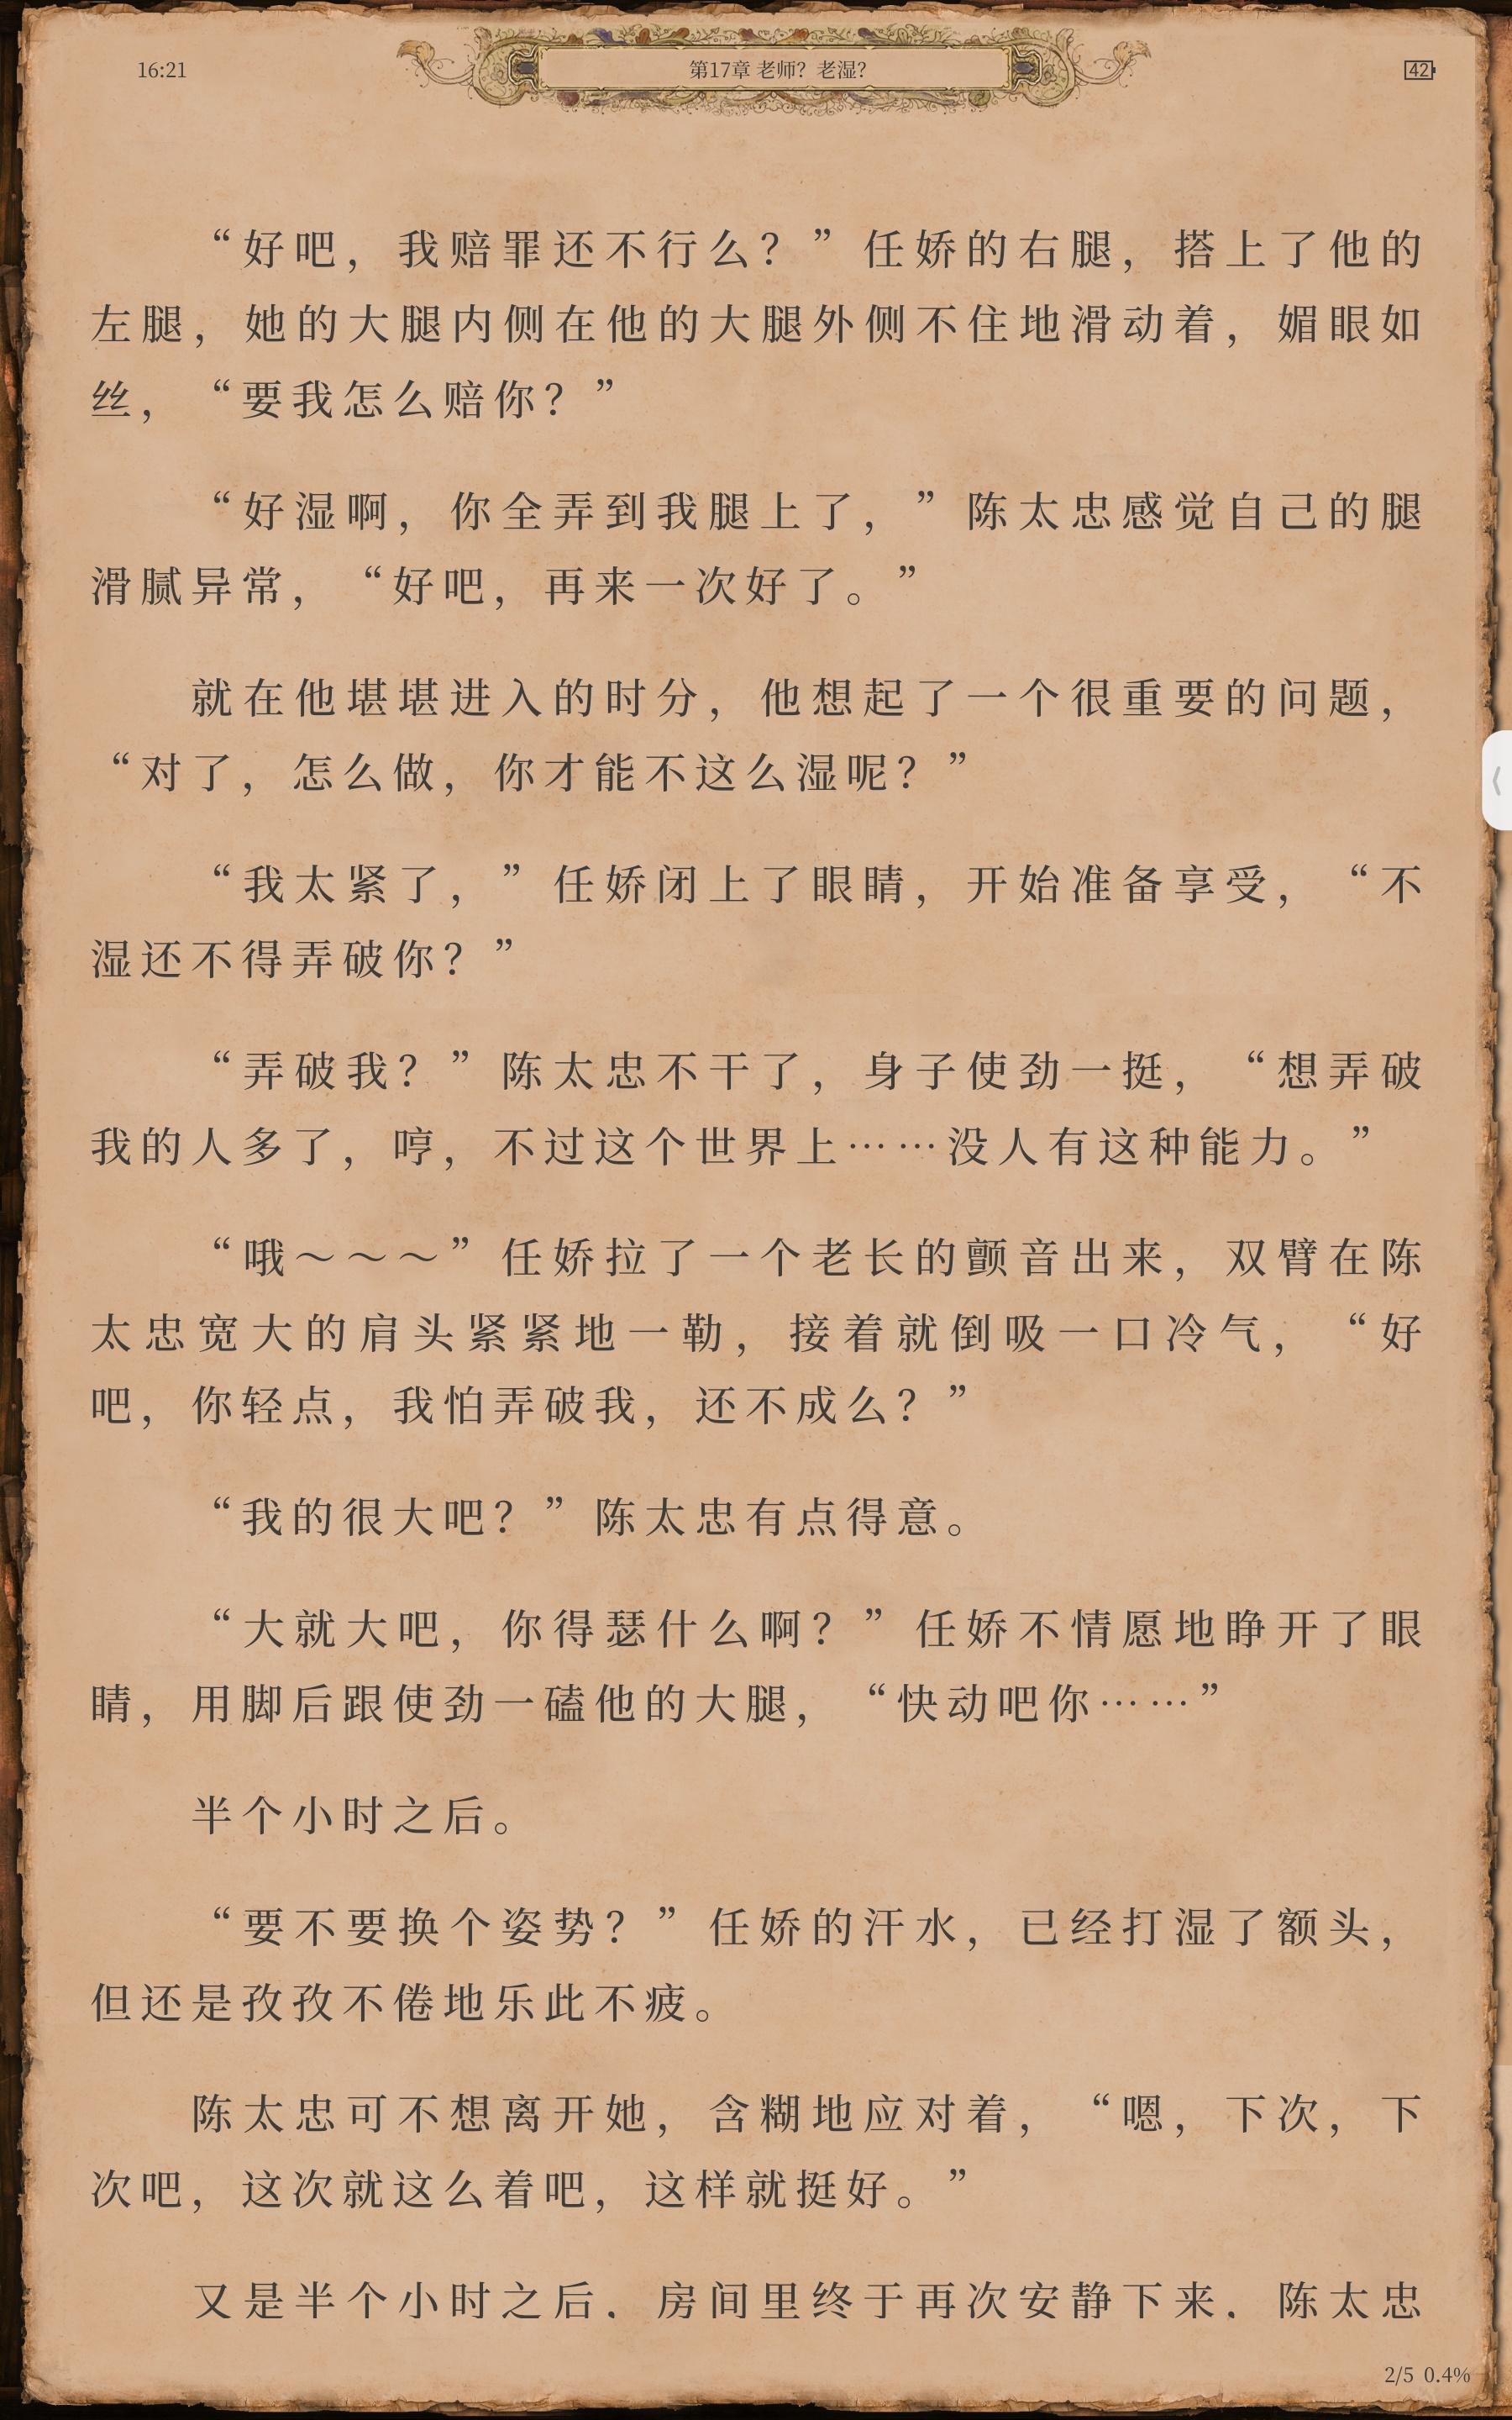 16:21
第17章 老师？老湿？
42
“好吧，我赔罪还不行么？”任娇的右腿，搭上了他的
左腿，她的大腿内侧在他的大腿外侧不住地滑动着，媚眼如
丝，“要我怎么赔你？”
“好湿啊，你全弄到我腿上了，”陈太忠感觉自己的腿
滑腻异常，“好吧，再来一次好了。”
就在他堪堪进入的时分，他想起了一个很重要的问题，
“对了，怎么做，你才能不这么湿呢？”
“我太紧了，”任娇闭上了眼睛，开始准备享受，“不
湿还不得弄破你？”
“弄破我？”陈太忠不干了，身子使劲一挺，“想弄破
我的人多了，哼，不过这个世界上……没人有这种能力。”
“哦～～～”任娇拉了一个老长的颤音出来，双臂在陈
太忠宽大的肩头紧紧地一勒，接着就倒吸一口冷气，“好
吧，你轻点，我怕弄破我，还不成么？”
“我的很大吧？”陈太忠有点得意。
“大就大吧，你得瑟什么啊？”任娇不情愿地睁开了眼
睛，用脚后跟使劲一磕他的大腿，“快动吧你……”
半个小时之后。
“要不要换个姿势？”任娇的汗水，已经打湿了额头，
但还是孜孜不倦地乐此不疲。
陈太忠可不想离开她，含糊地应对着，“嗯，下次，下
次吧，这次就这么着吧，这样就挺好。”
又是半个小时之后，房间里终于再次安静下来，陈太忠
2/5 0.4%